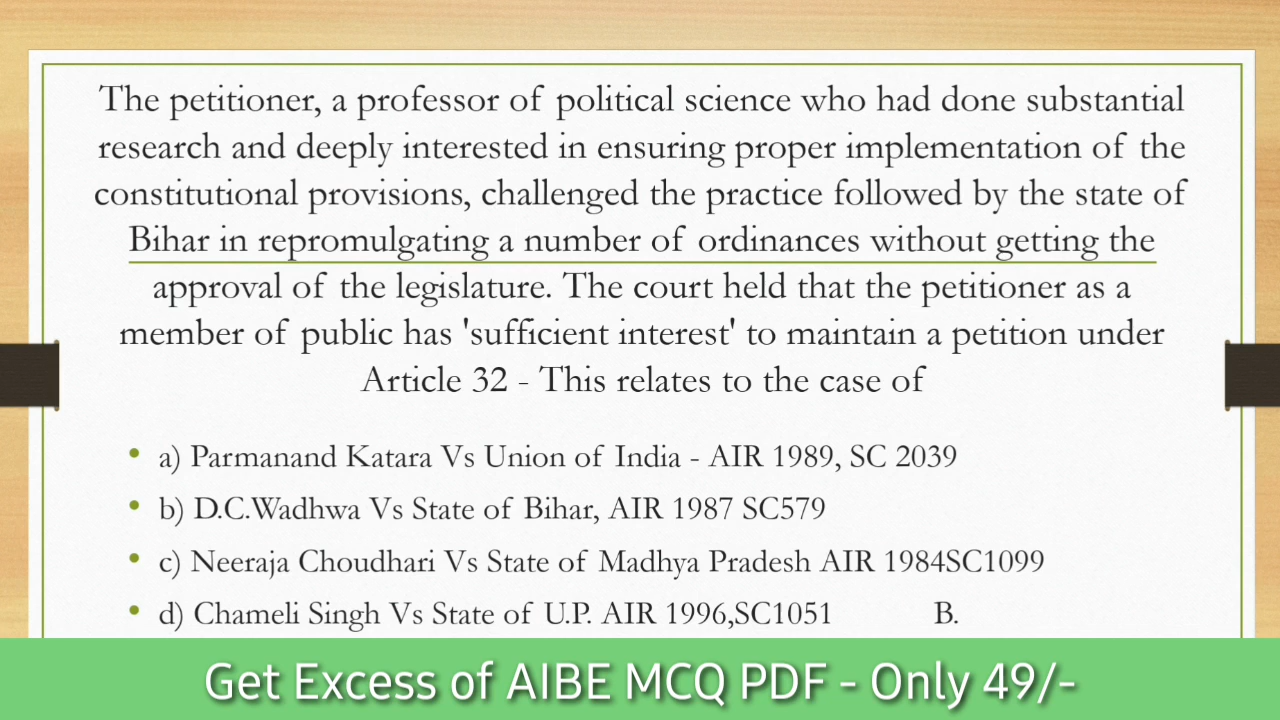 The petitioner, a professor of political science who had done substantial
research and deeply interested in ensuring proper implementation of the
constitutional provisions, challenged the practice followed by the state of
Bihar in repromulgating a number of ordinances without getting the
approval of the legislature. The court held that the petitioner as a
member of public has 'sufficient interest' to maintain a petition under
Article 32 - This relates to the case of
• a) Parmanand Katara Vs Union of India - AIR 1989, SC 2039
• b) D.C.Wadhwa Vs State of Bihar, AIR 1987 SC579
• c) Neeraja Choudhari Vs State of Madhya Pradesh AIR 1984SC1099
• d) Chameli Singh Vs State of U.P. AIR 1996,SC1051 B.
Get Excess of AIBE MCQ PDF - Only 49/-